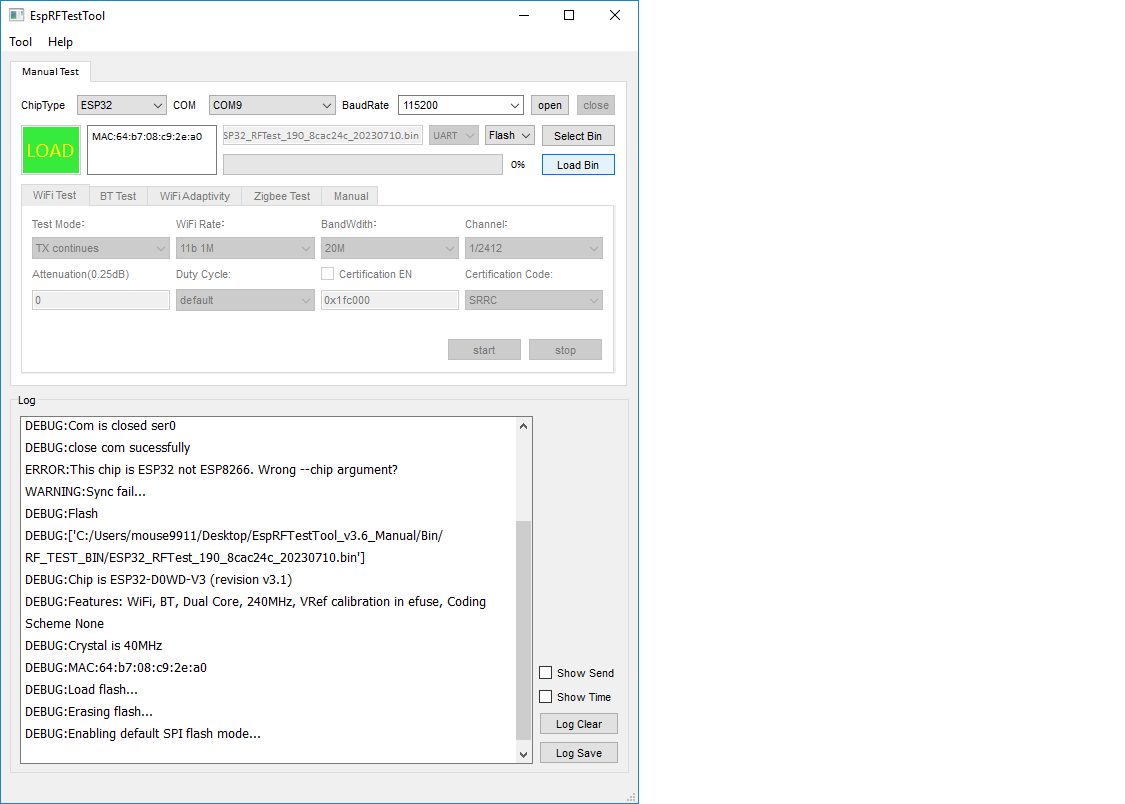 EspRFTestTool
Tool Help
Manual Test
ChipType ESP32 COM COM9 BaudRate 115200 open close
LOAD MAC:64:b7:08:c9:2e:a0 SP32_RFTest_190_8cac24c_20230710.bin UART Flash Select Bin
0% Load Bin
WiFi Test BT Test WiFi Adaptivity Zigbee Test Manual
Test Mode: WiFi Rate: BandWdith: Channel:
TX continues 11b 1M 20M 1/2412
Attenuation(0.25dB) Duty Cycle: Certification EN Certification Code:
0 default 0x1fc000 SRRC
start stop
Log
DEBUG:Com is closed ser0
DEBUG:close com sucessfully
ERROR:This chip is ESP32 not ESP8266. Wrong --chip argument?
WARNING:Sync fail...
DEBUG:Flash
DEBUG:['C:/Users/mouse9911/Desktop/EspRFTestTool_v3.6_Manual/Bin/
RF_TEST_BIN/ESP32_RFTest_190_8cac24c_20230710.bin']
DEBUG:Chip is ESP32-D0WD-V3 (revision v3.1)
DEBUG:Features: WiFi, BT, Dual Core, 240MHz, VRef calibration in efuse, Coding
Scheme None
DEBUG:Crystal is 40MHz
DEBUG:MAC:64:b7:08:c9:2e:a0
DEBUG:Load flash...
DEBUG:Erasing flash...
DEBUG:Enabling default SPI flash mode...
Show Send
Show Time
Log Clear
Log Save